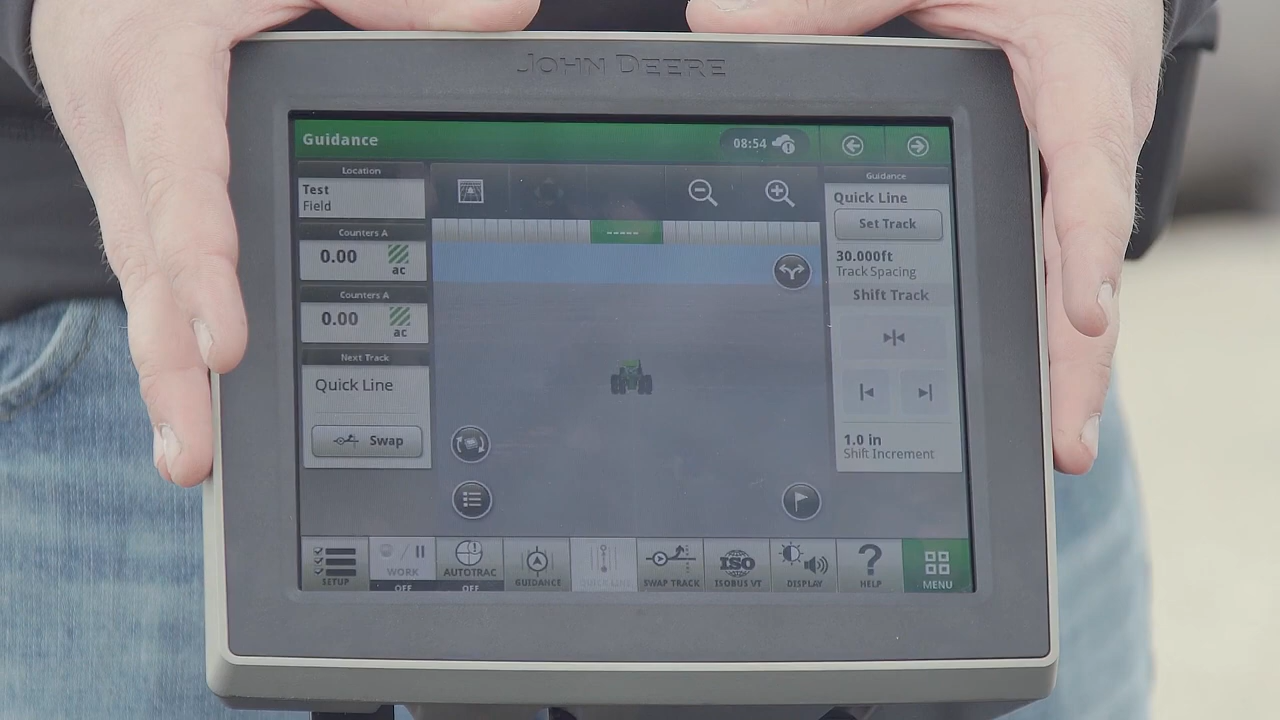 JOHN DEERE
Guidance
08:54
Location
Test
Field
Counters A
0.00
ac
Counters A
0.00
ac
Next Track
Quick Line
Swap
-----
Guidance
Quick Line
Set Track
30.000ft
Track Spacing
Shift Track
1.0 in
Shift Increment
SETUP
WORK
OFF
AUTOTRAC
OFF
GUIDANCE
QUICK LINE
SWAP TRACK
ISO
ISOBUS VT
DISPLAY
?
HELP
MENU